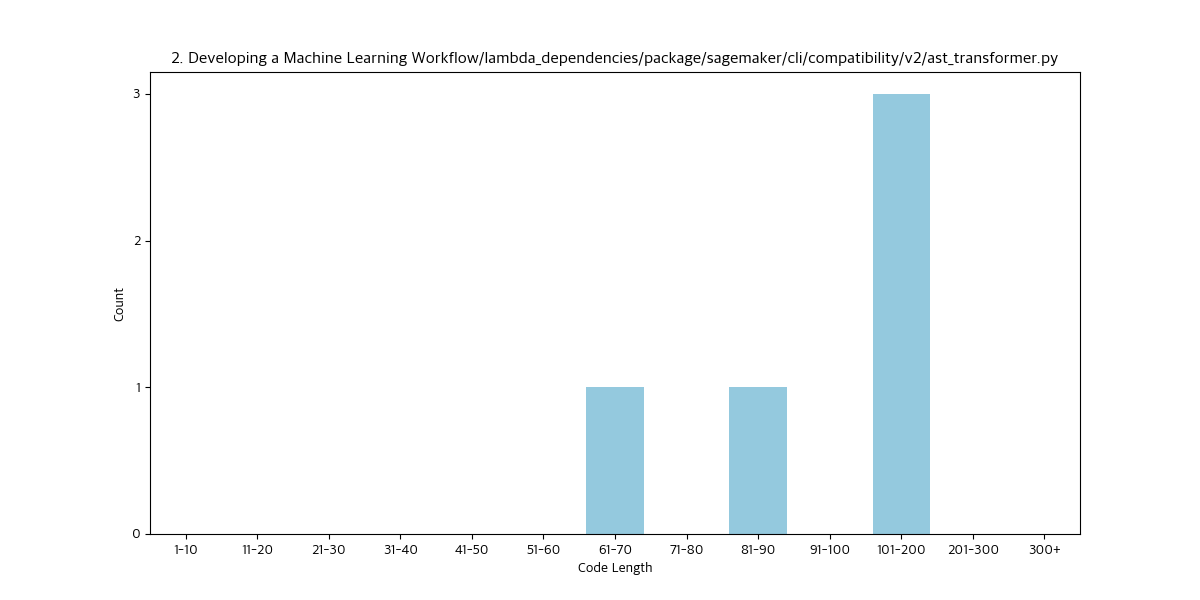 2. Developing a Machine Learning Workflow/lambda_dependencies/package/sagemaker/cli/compatibility/v2/ast_transformer.py
3
2
1
0
Count
1-10 11-20 21-30 31-40 41-50 51-60 61-70 71-80 81-90 91-100 101-200 201-300 300+
Code Length